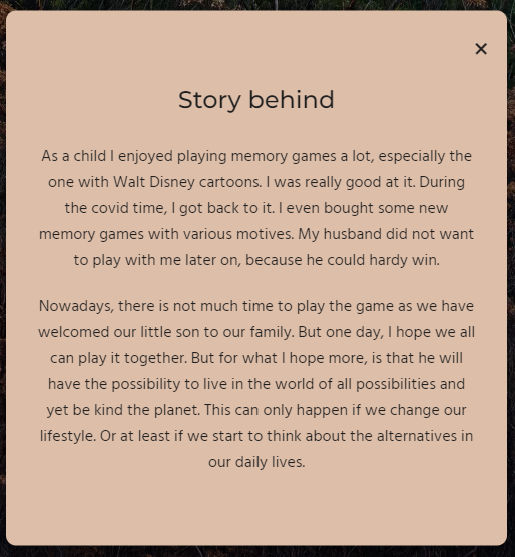 Story behind
As a child I enjoyed playing memory games a lot, especially the
one with Walt Disney cartoons. I was really good at it. During
the covid time, I got back to it. I even bought some new
memory games with various motives. My husband did not want
to play with me later on, because he could hardy win.
Nowadays, there is not much time to play the game as we have
welcomed our little son to our family. But one day, I hope we all
can play it together. But for what I hope more, is that he will
have the possibility to live in the world of all possibilities and
yet be kind the planet. This can only happen if we change our
lifestyle. Or at least if we start to think about the alternatives in
our daily lives.